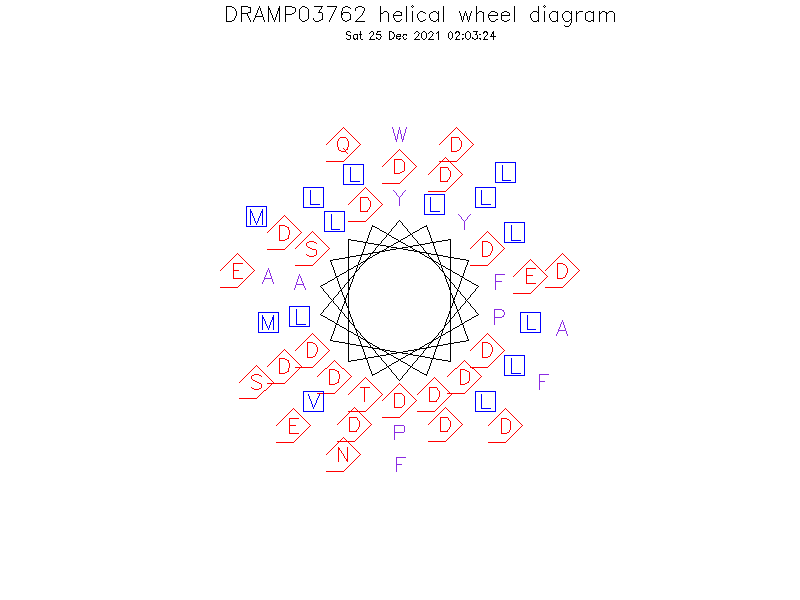 DRAMP03762 helical wheel diagram
Sat 25 Dec 2021 02:03:24
Q W D
L D D L
L D Y L Y L
M L
D S D L
E A A F E D
M L P L A
S D D D L F
D D
V T D D L
E D P D D
N F